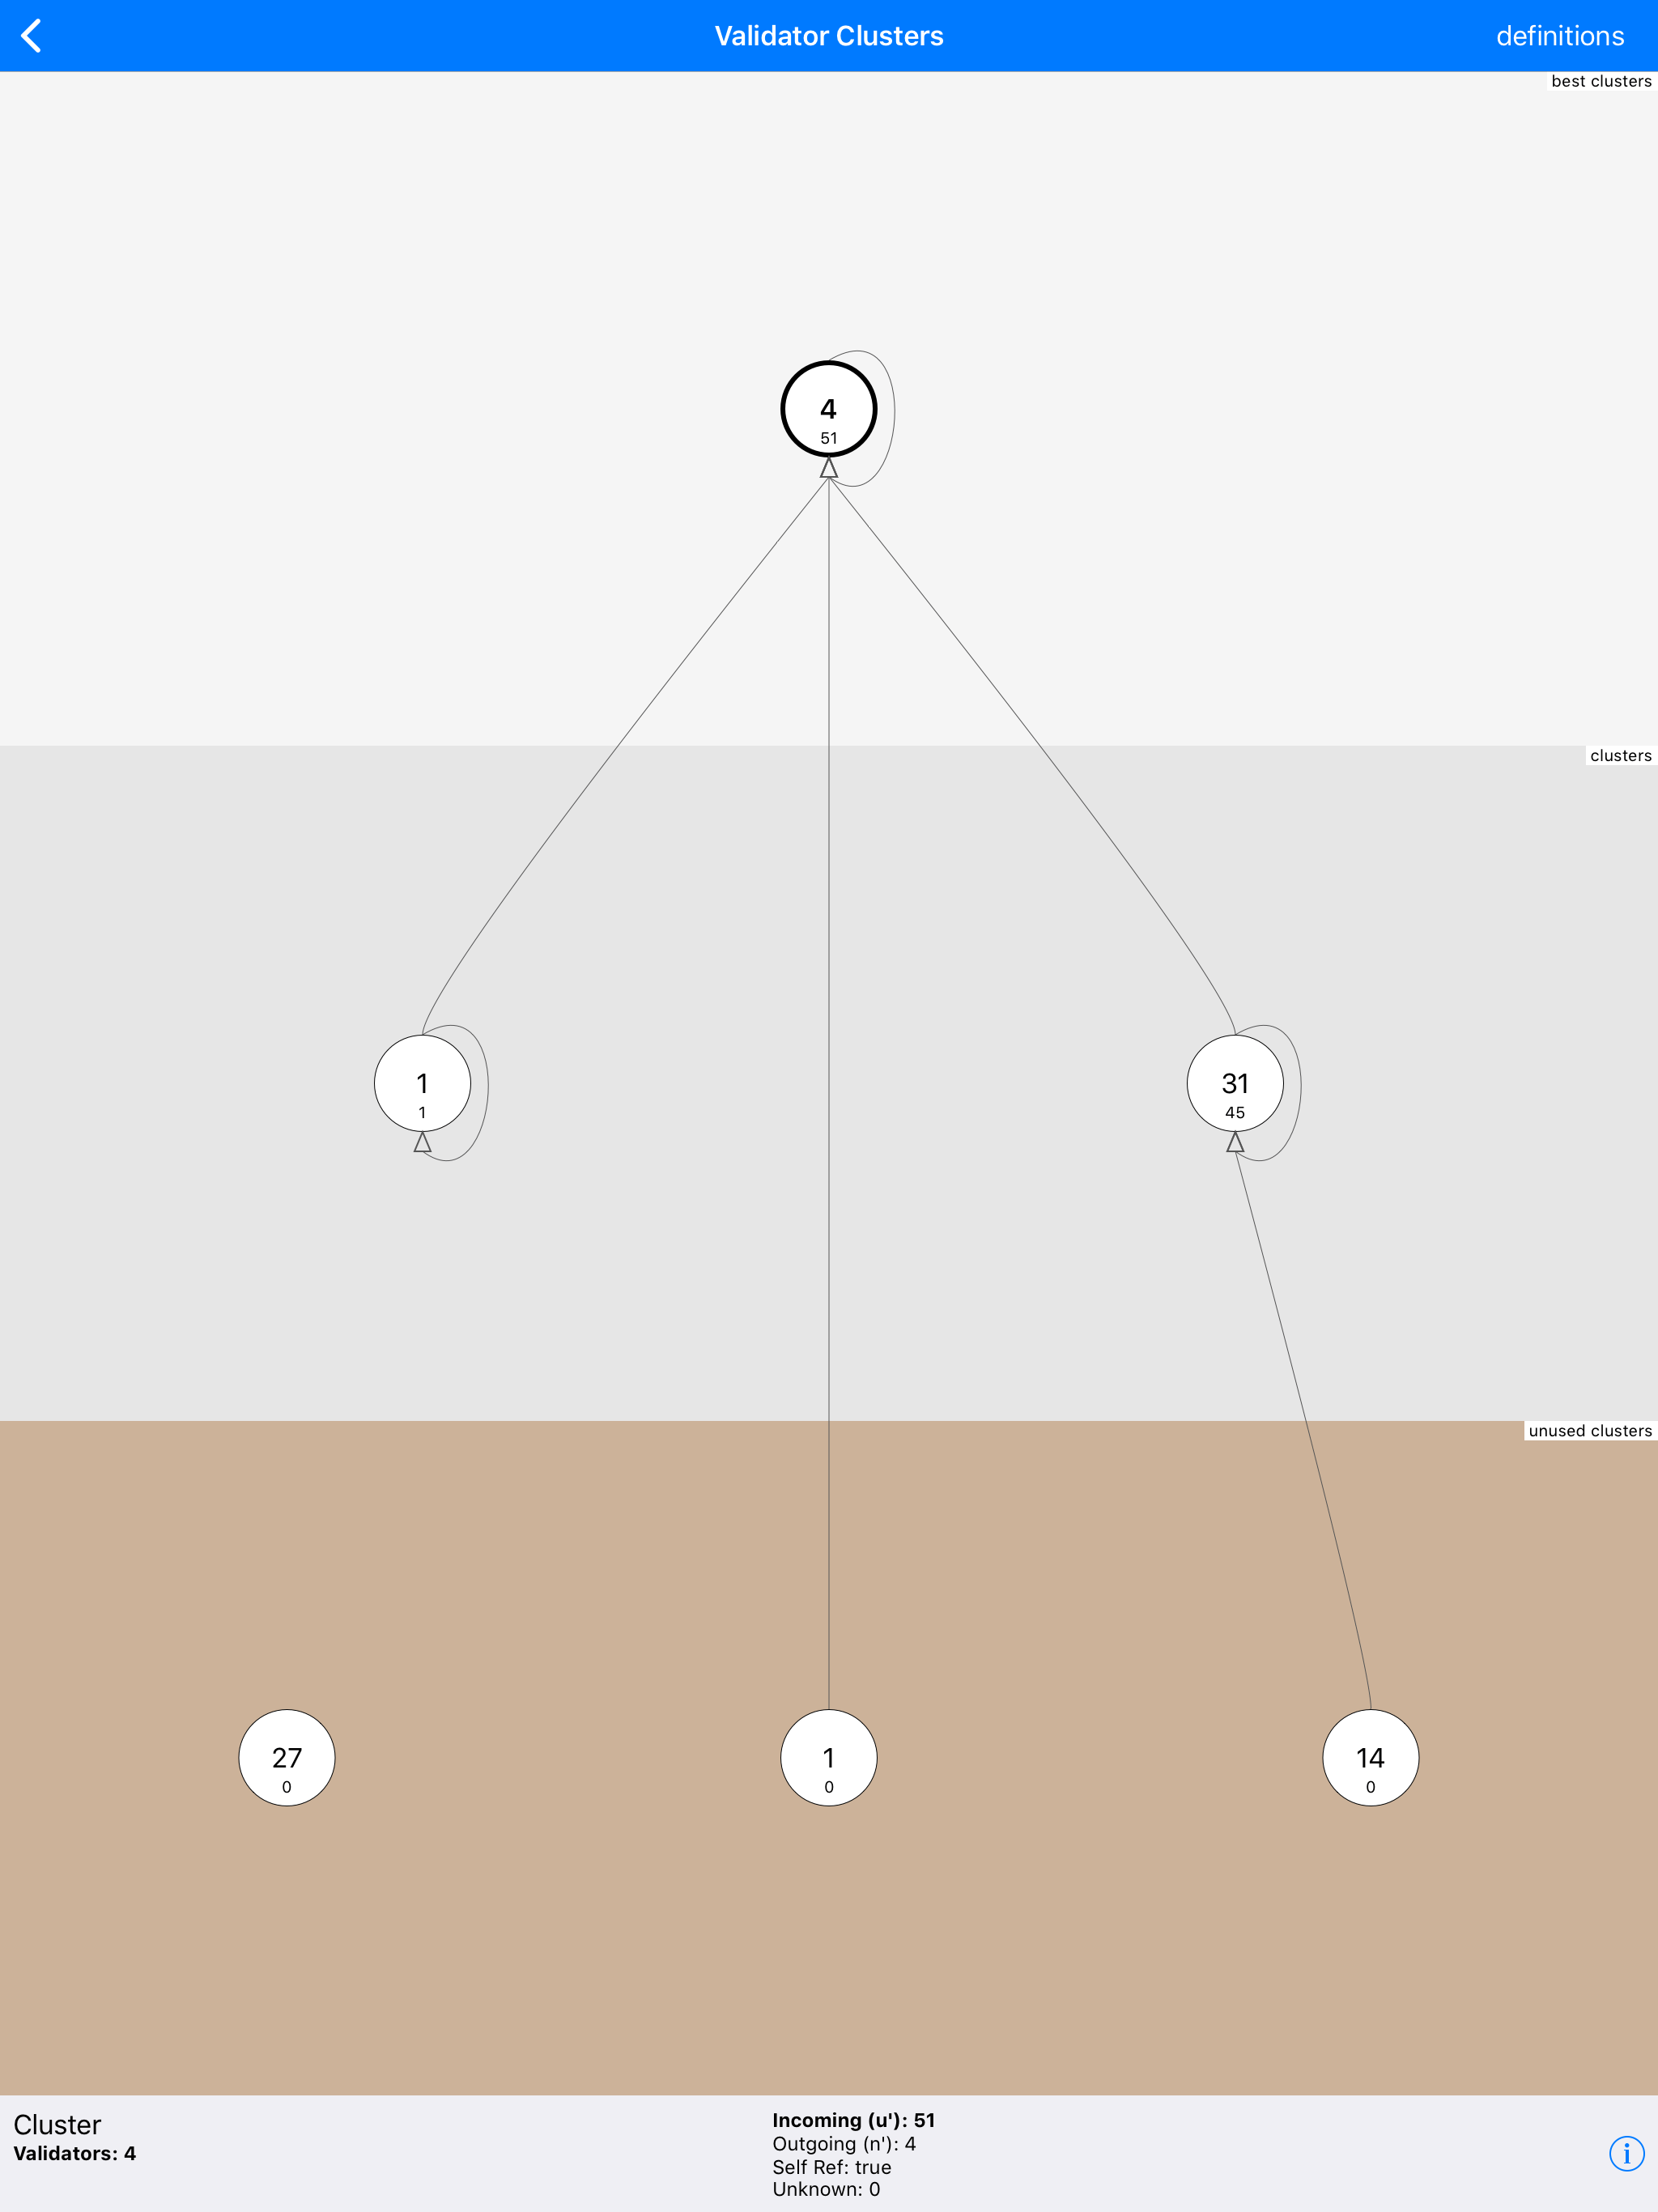 Validator Clusters
definitions
best clusters
4
51
clusters
1
1
31
45
unused clusters
27
0
1
0
14
0
Cluster
Validators: 4
Incoming (u'): 51
Outgoing (n'): 4
Self Ref: true
Unknown: 0
i